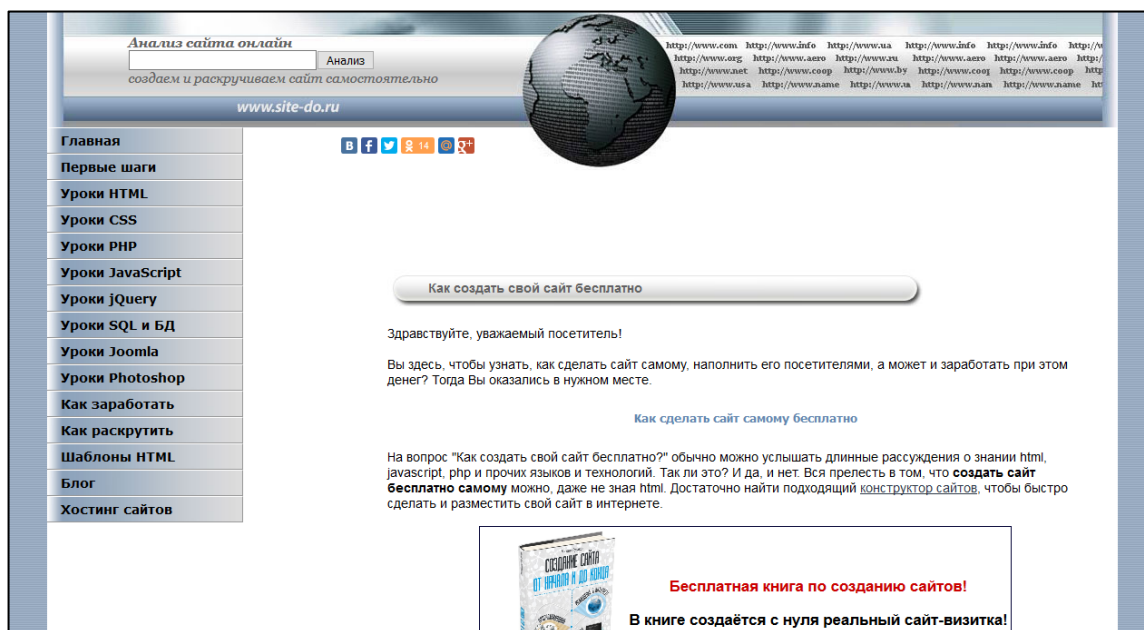 Анализ сайта онлайн
Анализ
создаем и раскручиваем сайт самостоятельно
www.site-do.ru
http://www.com http://www.info http://www.ua http://www.info http://www.info
http://www.org http://www.aero http://www.ru http://www.aero http://www.aero
http://www.net http://www.coop http://www.by http://www.coop
http://www.usa http://www.name http://www.nam http://www.name
Главная
Первые шаги
Уроки HTML
Уроки CSS
Уроки PHP
Уроки JavaScript
Уроки jQuery
Уроки SQL и БД
Уроки Joomla
Уроки Photoshop
Как заработать
Как раскрутить
Шаблоны HTML
Блог
Хостинг сайтов
14
Как создать свой сайт бесплатно
Здравствуйте, уважаемый посетитель!
Вы здесь, чтобы узнать, как сделать сайт самому, наполнить его посетителями, а может и заработать при этом
денег? Тогда Вы оказались в нужном месте.
Как сделать сайт самому бесплатно
На вопрос "Как создать свой сайт бесплатно?" обычно можно услышать длинные рассуждения о знании html,
javascript, php и прочих языков и технологий. Так ли это? И да, и нет. Вся прелесть в том, что создать сайт
бесплатно самому можно, даже не зная html. Достаточно найти подходящий конструктор сайтов, чтобы быстро
сделать и разместить свой сайт в интернете.
СОЗДАНИЕ САЙТА
ОТ НАЧАЛА И ДО КОНЦА
Бесплатная книга по созданию сайтов!
В книге создаётся с нуля реальный сайт-визитка!